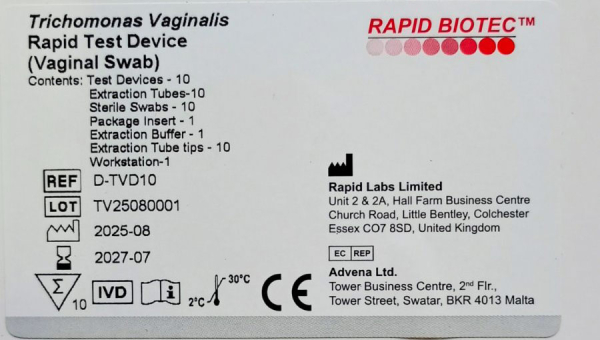 Trichomonas Vaginalis
Rapid Test Device
(Vaginal Swab)
Contents: Test Devices - 10
Extraction Tubes-10
Sterile Swabs - 10
Package Insert - 1
Extraction Buffer - 1
Extraction Tube tips - 10
Workstation-1
REF D-TVD10
LOT TV25080001
2025-08
2027-07
Σ 10 IVD i 2°C 30°C CE
RAPID BIOTEC™
Rapid Labs Limited
Unit 2 & 2A, Hall Farm Business Centre
Church Road, Little Bentley, Colchester
Essex CO7 8SD, United Kingdom
EC REP
Advena Ltd.
Tower Business Centre, 2nd Flr.,
Tower Street, Swatar, BKR 4013 Malta